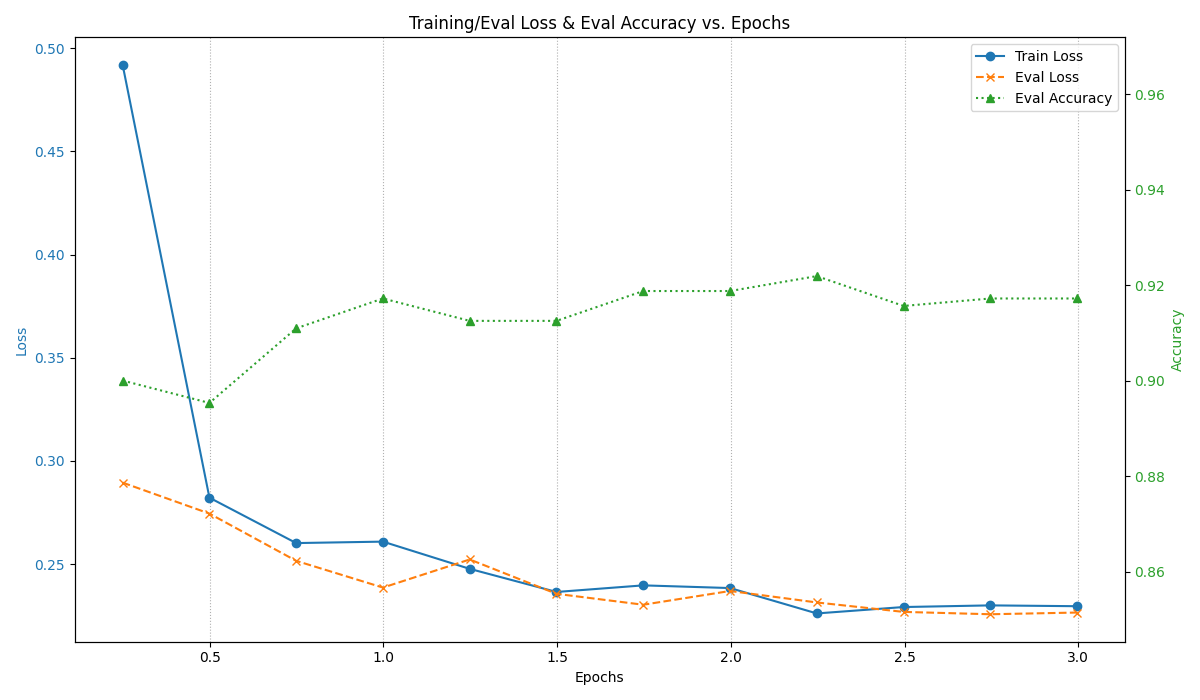 Training/Eval Loss & Eval Accuracy vs. Epochs
Train Loss
Eval Loss
Eval Accuracy
0.50
0.45
0.40
0.35
0.30
0.25
Loss
0.96
0.94
0.92
0.90
0.88
0.86
Accuracy
0.5 1.0 1.5 2.0 2.5 3.0
Epochs